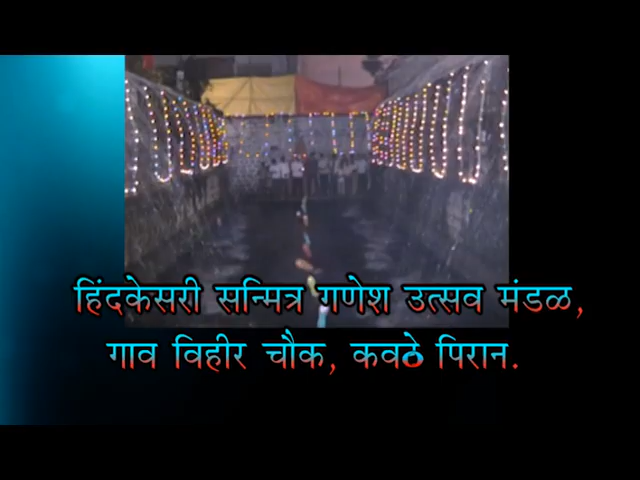 हिंदकेसरी सन्मित्र गणेश उत्सव मंडळ,
गाव विहीर चौक, कवठे पिरान.